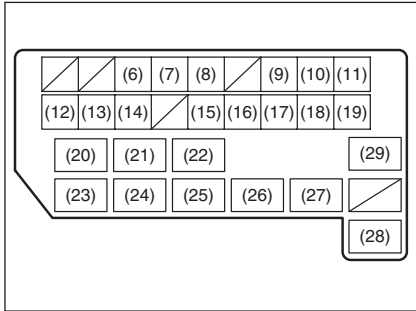 (6) (7) (8) (9) (10) (11)
(12) (13) (14) (15) (16) (17) (18) (19)
(20) (21) (22) (29)
(23) (24) (25) (26) (27)
(28)